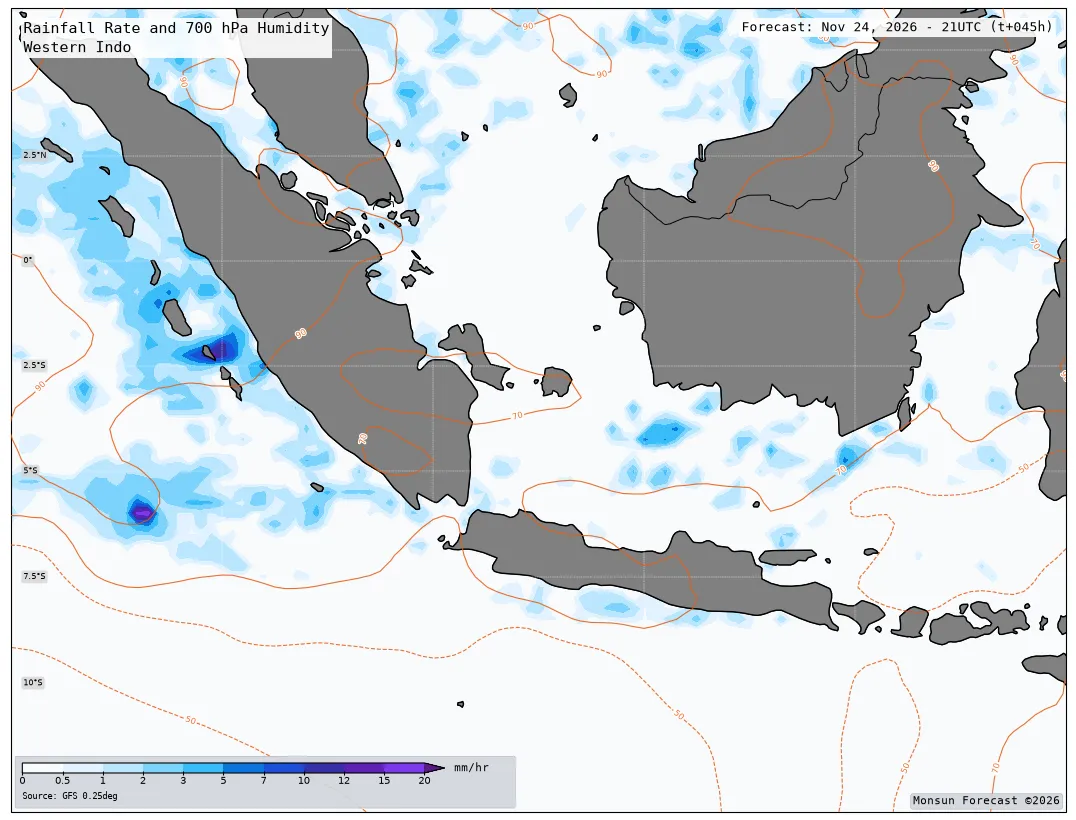 Rainfall Rate and 700 hPa Humidity
Western Indo
Forecast: Nov 24, 2026 - 21UTC (t+045h)
90
90
90
90
90
2.5°N
70
0°
90
2.5°S
90
70
70
5°S
70
50
7.5°S
10°S
50
50
50
70
0 0.5 1 2 3 5 7 10 12 15 20 mm/hr
Source: GFS 0.25deg
Monsun Forecast ©2026